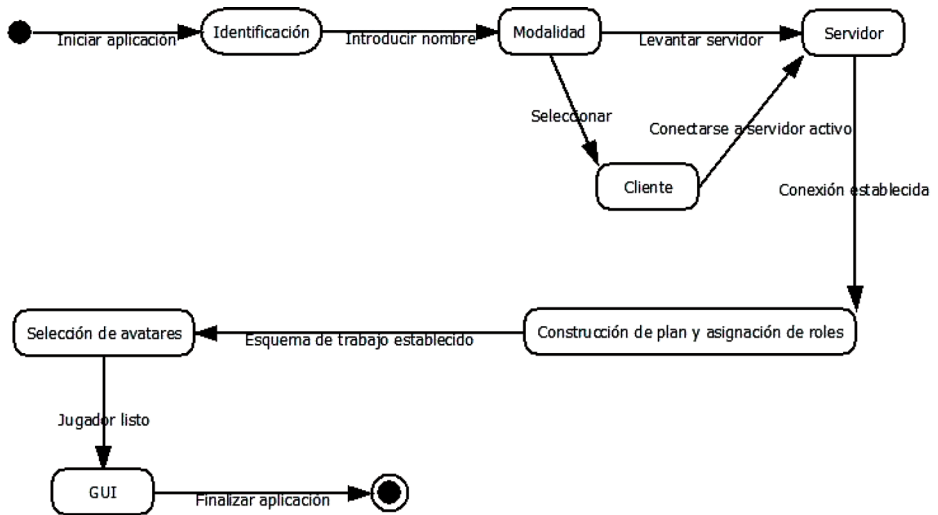 Iniciar aplicación
Identificación
Introducir nombre
Modalidad
Levantar servidor
Servidor
Seleccionar
Conectarse a servidor activo
Cliente
Conexión establecida
Selección de avatares
Esquema de trabajo establecido
Construcción de plan y asignación de roles
Jugador listo
GUI
Finalizar aplicación